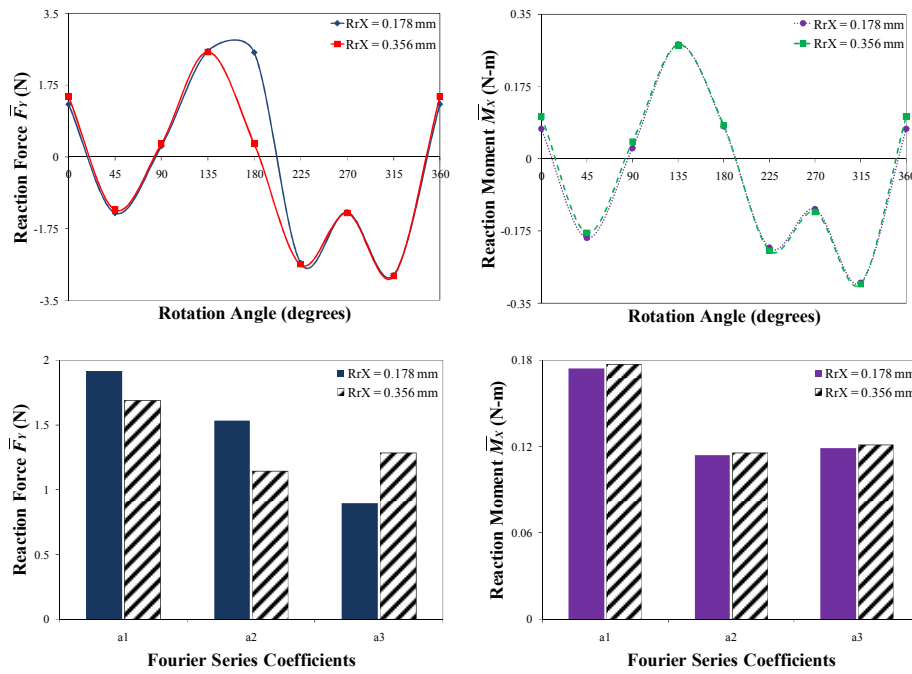 3.5
1.75
0
-1.75
-3.5
Reaction Force F̅Y (N)
RrX = 0.178 mm
RrX = 0.356 mm
0 45 90 135 180 225 270 315 360
Rotation Angle (degrees)
0.35
0.175
0
-0.175
-0.35
Reaction Moment M̅X (N-m)
RrX = 0.178 mm
RrX = 0.356 mm
0 45 90 135 180 225 270 315 360
Rotation Angle (degrees)
2
1.5
1
0.5
0
Reaction Force F̅Y (N)
RrX = 0.178 mm
RrX = 0.356 mm
a1 a2 a3
Fourier Series Coefficients
0.18
0.12
0.06
0
Reaction Moment M̅X (N-m)
RrX = 0.178 mm
RrX = 0.356 mm
a1 a2 a3
Fourier Series Coefficients